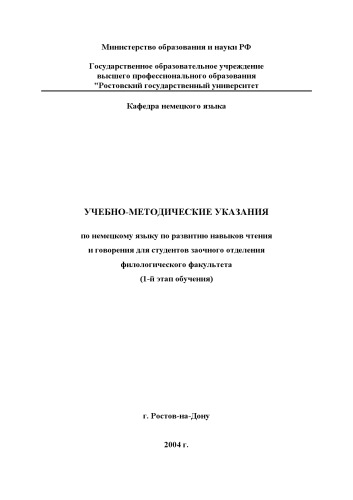 Министерство образования и науки РФ
Государственное образовательное учреждение
высшего профессионального образования
"Ростовский государственный университет
Кафедра немецкого языка
УЧЕБНО-МЕТОДИЧЕСКИЕ УКАЗАНИЯ
по немецкому языку по развитию навыков чтения
и говорения для студентов заочного отделения
филологического факультета
(1-й этап обучения)
г. Ростов-на-Дону
2004 г.